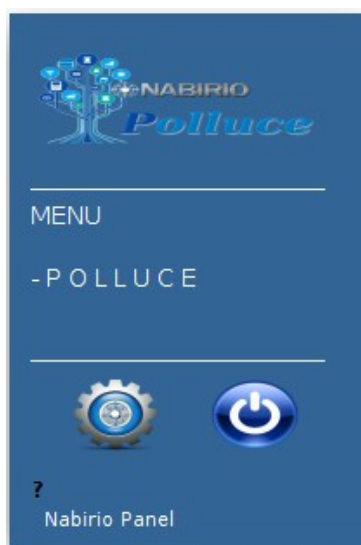 NABIRIO
Polluce
MENU
-POLLUCE
?
Nabirio Panel